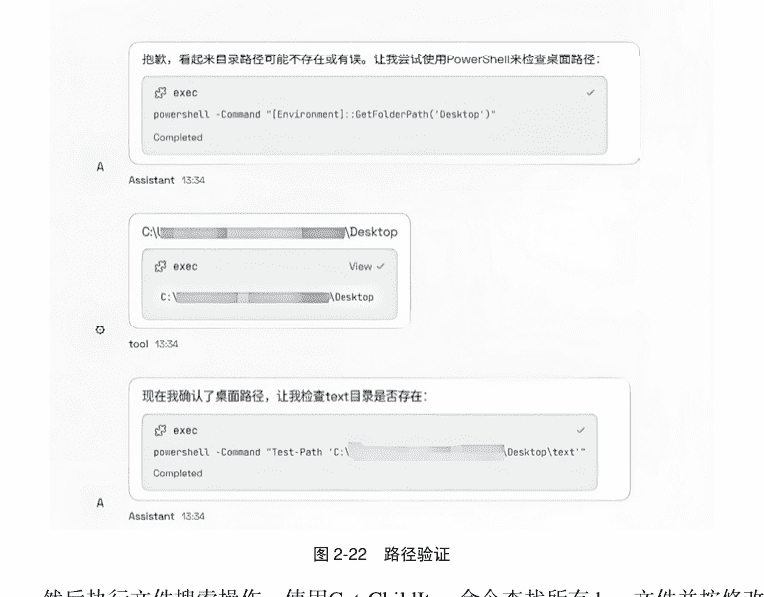 抱歉，看起来目录路径可能不存在或有误。让我尝试使用PowerShell来检查桌面路径：
exec
powershell -Command "[Environment]::GetFolderPath('Desktop')"
Completed
A
Assistant 13:34
C:\ \Desktop
exec View
C:\ \Desktop
tool 13:34
现在我确认了桌面路径，让我检查text目录是否存在：
exec
powershell -Command "Test-Path 'C:\ \Desktop\text'"
Completed
A
Assistant 13:34
图 2-22 路径验证